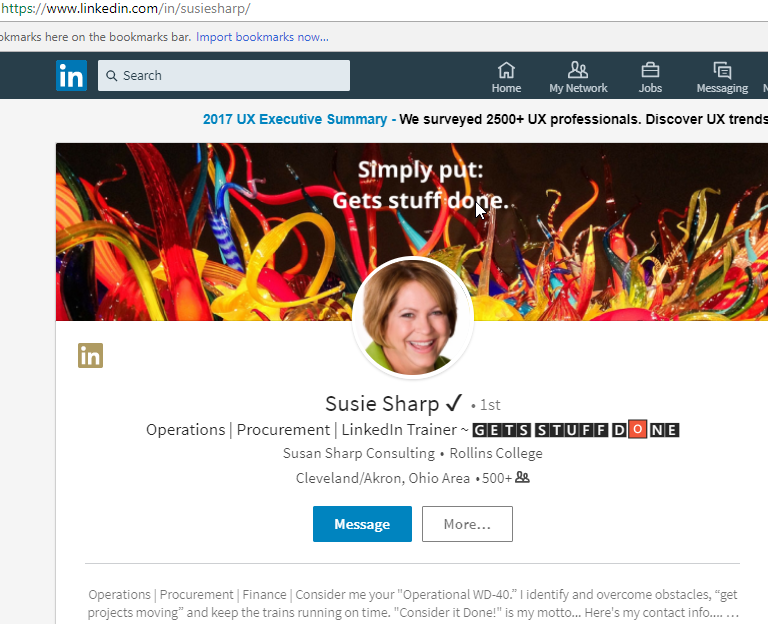 https://www.linkedin.com/in/susiesharp/
okmarks here on the bookmarks bar. Import bookmarks now...
in Search Home My Network Jobs Messaging N
2017 UX Executive Summary - We surveyed 2500+ UX professionals. Discover UX trends
Simply put:
Gets stuff done.
in
Susie Sharp ✔ • 1st
Operations | Procurement | LinkedIn Trainer ~ GETS STUFF DONE
Susan Sharp Consulting • Rollins College
Cleveland/Akron, Ohio Area • 500+
Message More...
Operations | Procurement | Finance | Consider me your "Operational WD-40.” I identify and overcome obstacles, “get
projects moving” and keep the trains running on time. "Consider it Done!" is my motto... Here's my contact info.... …